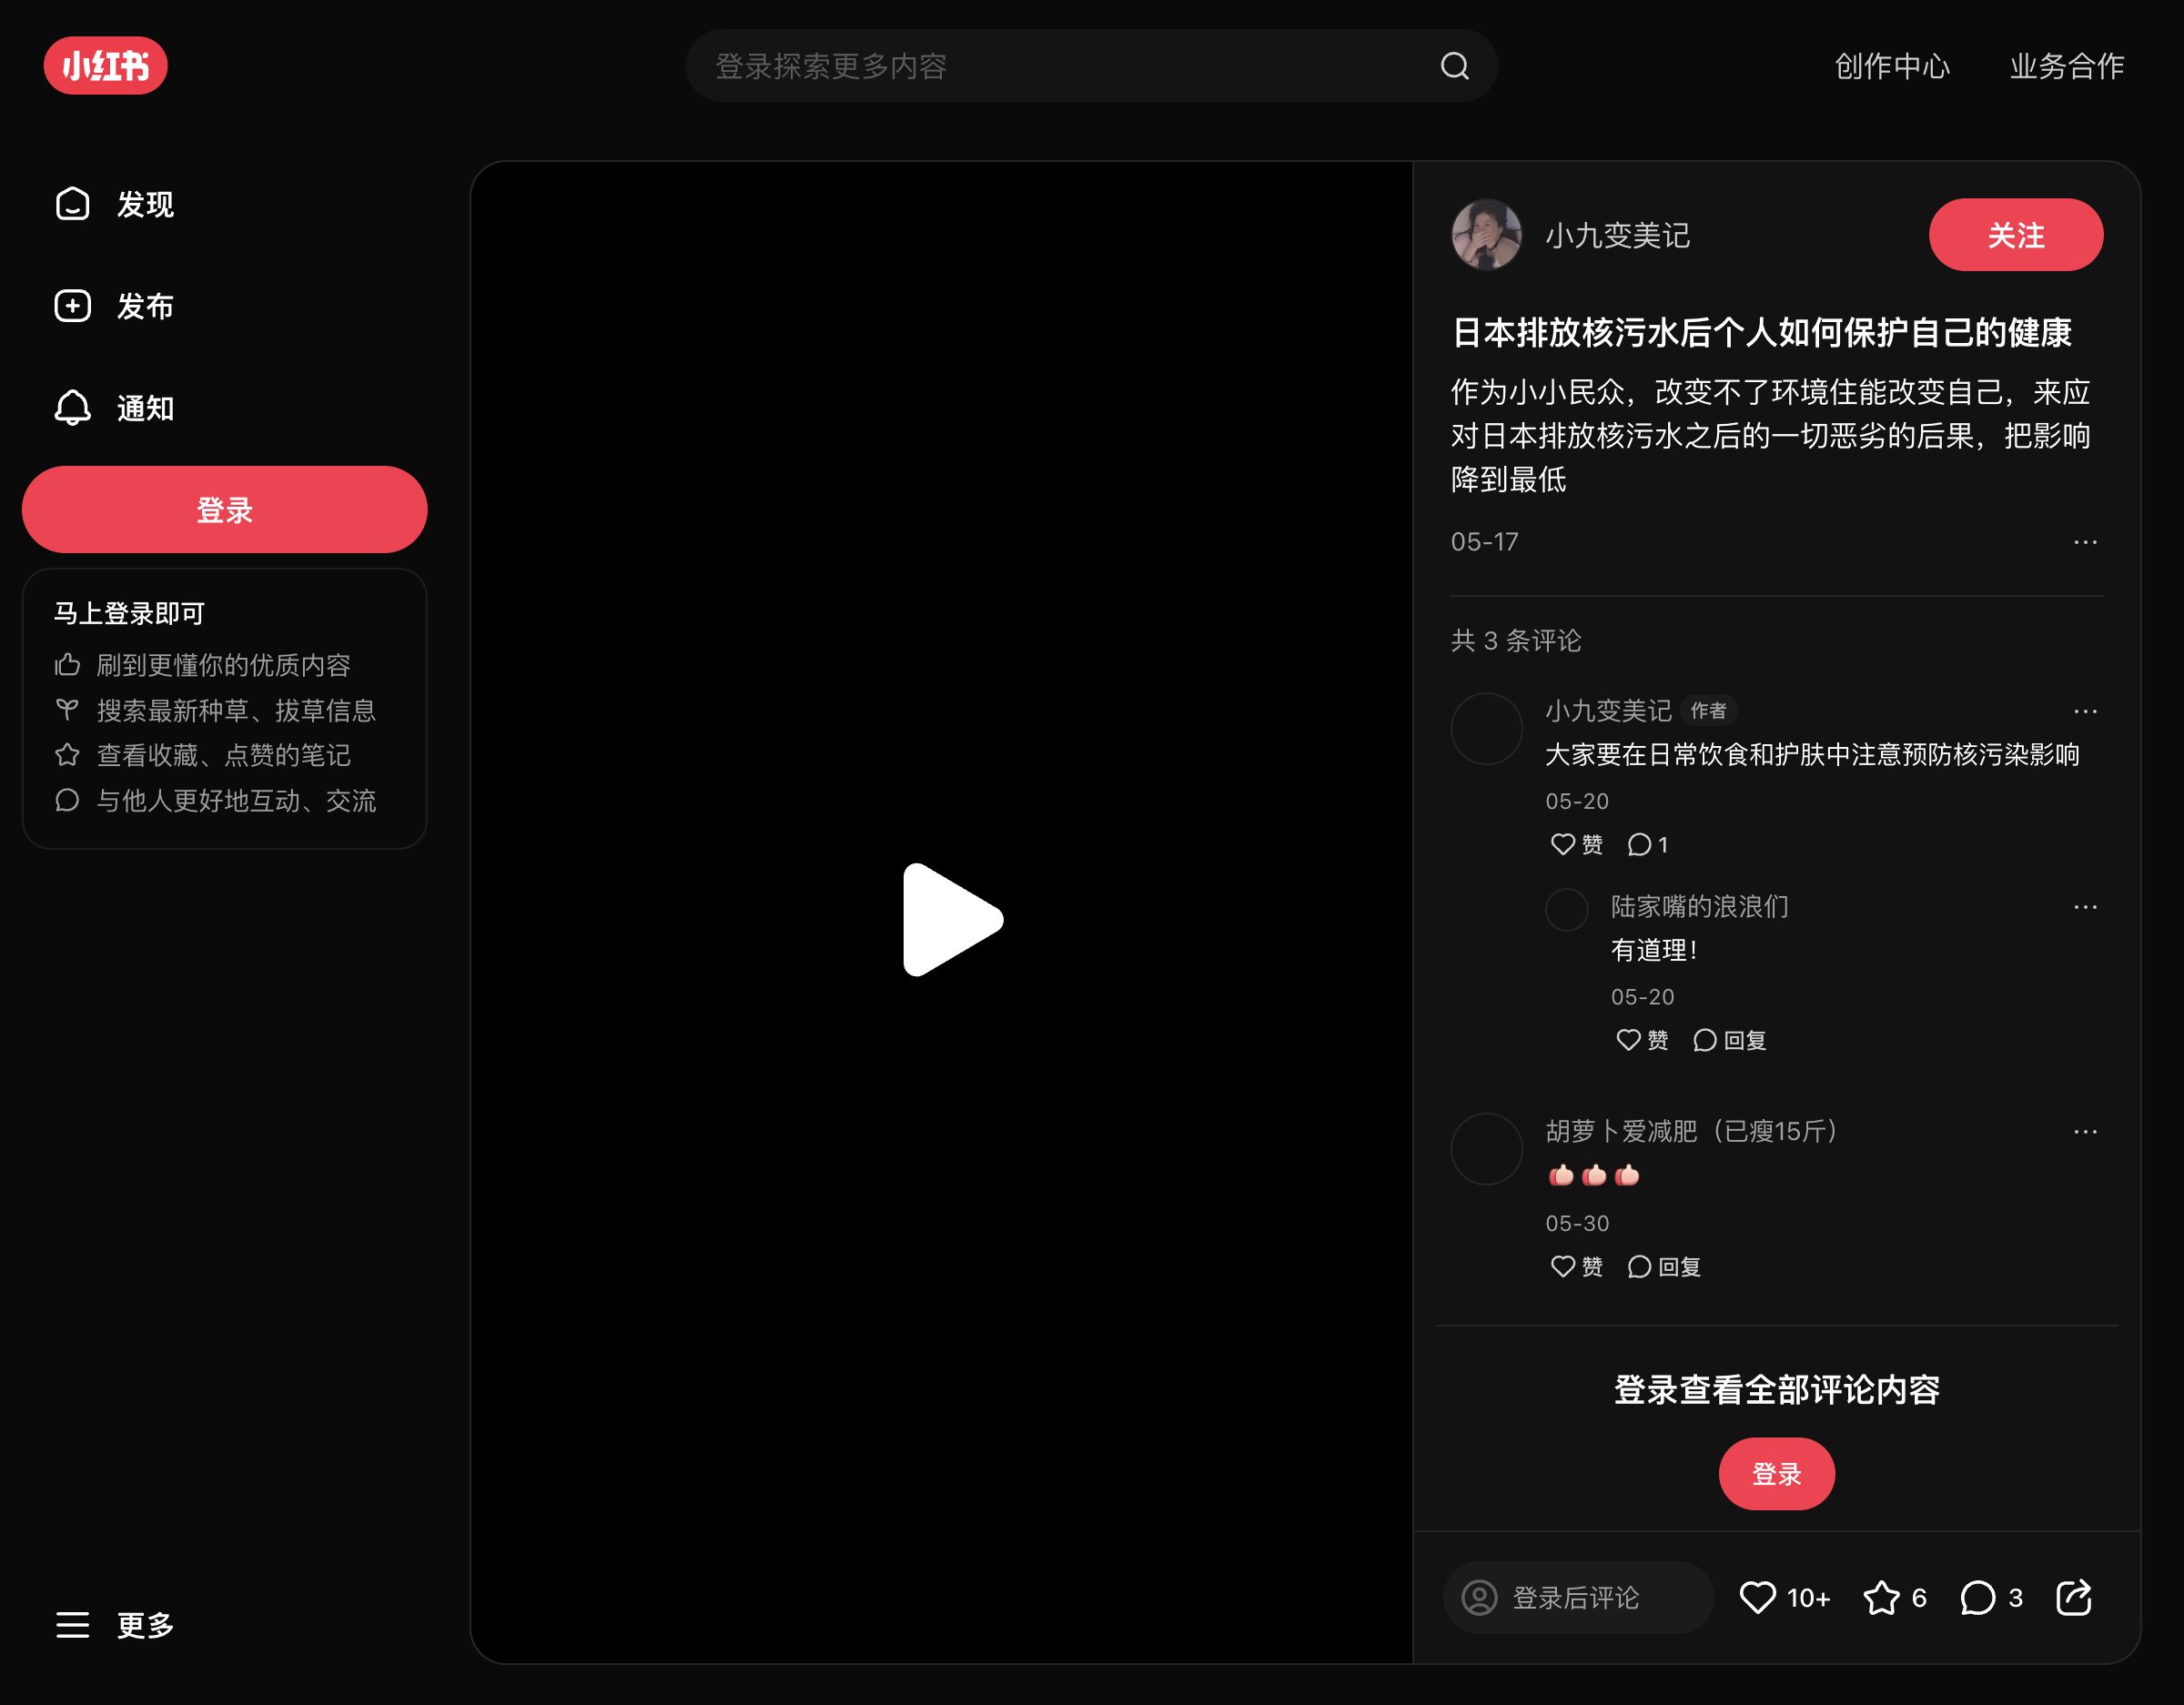 小红书
登录探索更多内容
创作中心
业务合作
发现
发布
通知
登录
马上登录即可
刷到更懂你的优质内容
搜索最新种草、拔草信息
查看收藏、点赞的笔记
与他人更好地互动、交流
更多
小九变美记
关注
日本排放核污水后个人如何保护自己的健康
作为小小民众，改变不了环境住能改变自己，来应
对日本排放核污水之后的一切恶劣的后果，把影响
降到最低
05-17
共 3 条评论
小九变美记 作者
大家要在日常饮食和护肤中注意预防核污染影响
05-20
赞 1
陆家嘴的浪浪们
有道理！
05-20
赞 回复
胡萝卜爱减肥（已瘦15斤）
05-30
赞 回复
登录查看全部评论内容
登录
登录后评论 10+ 6 3